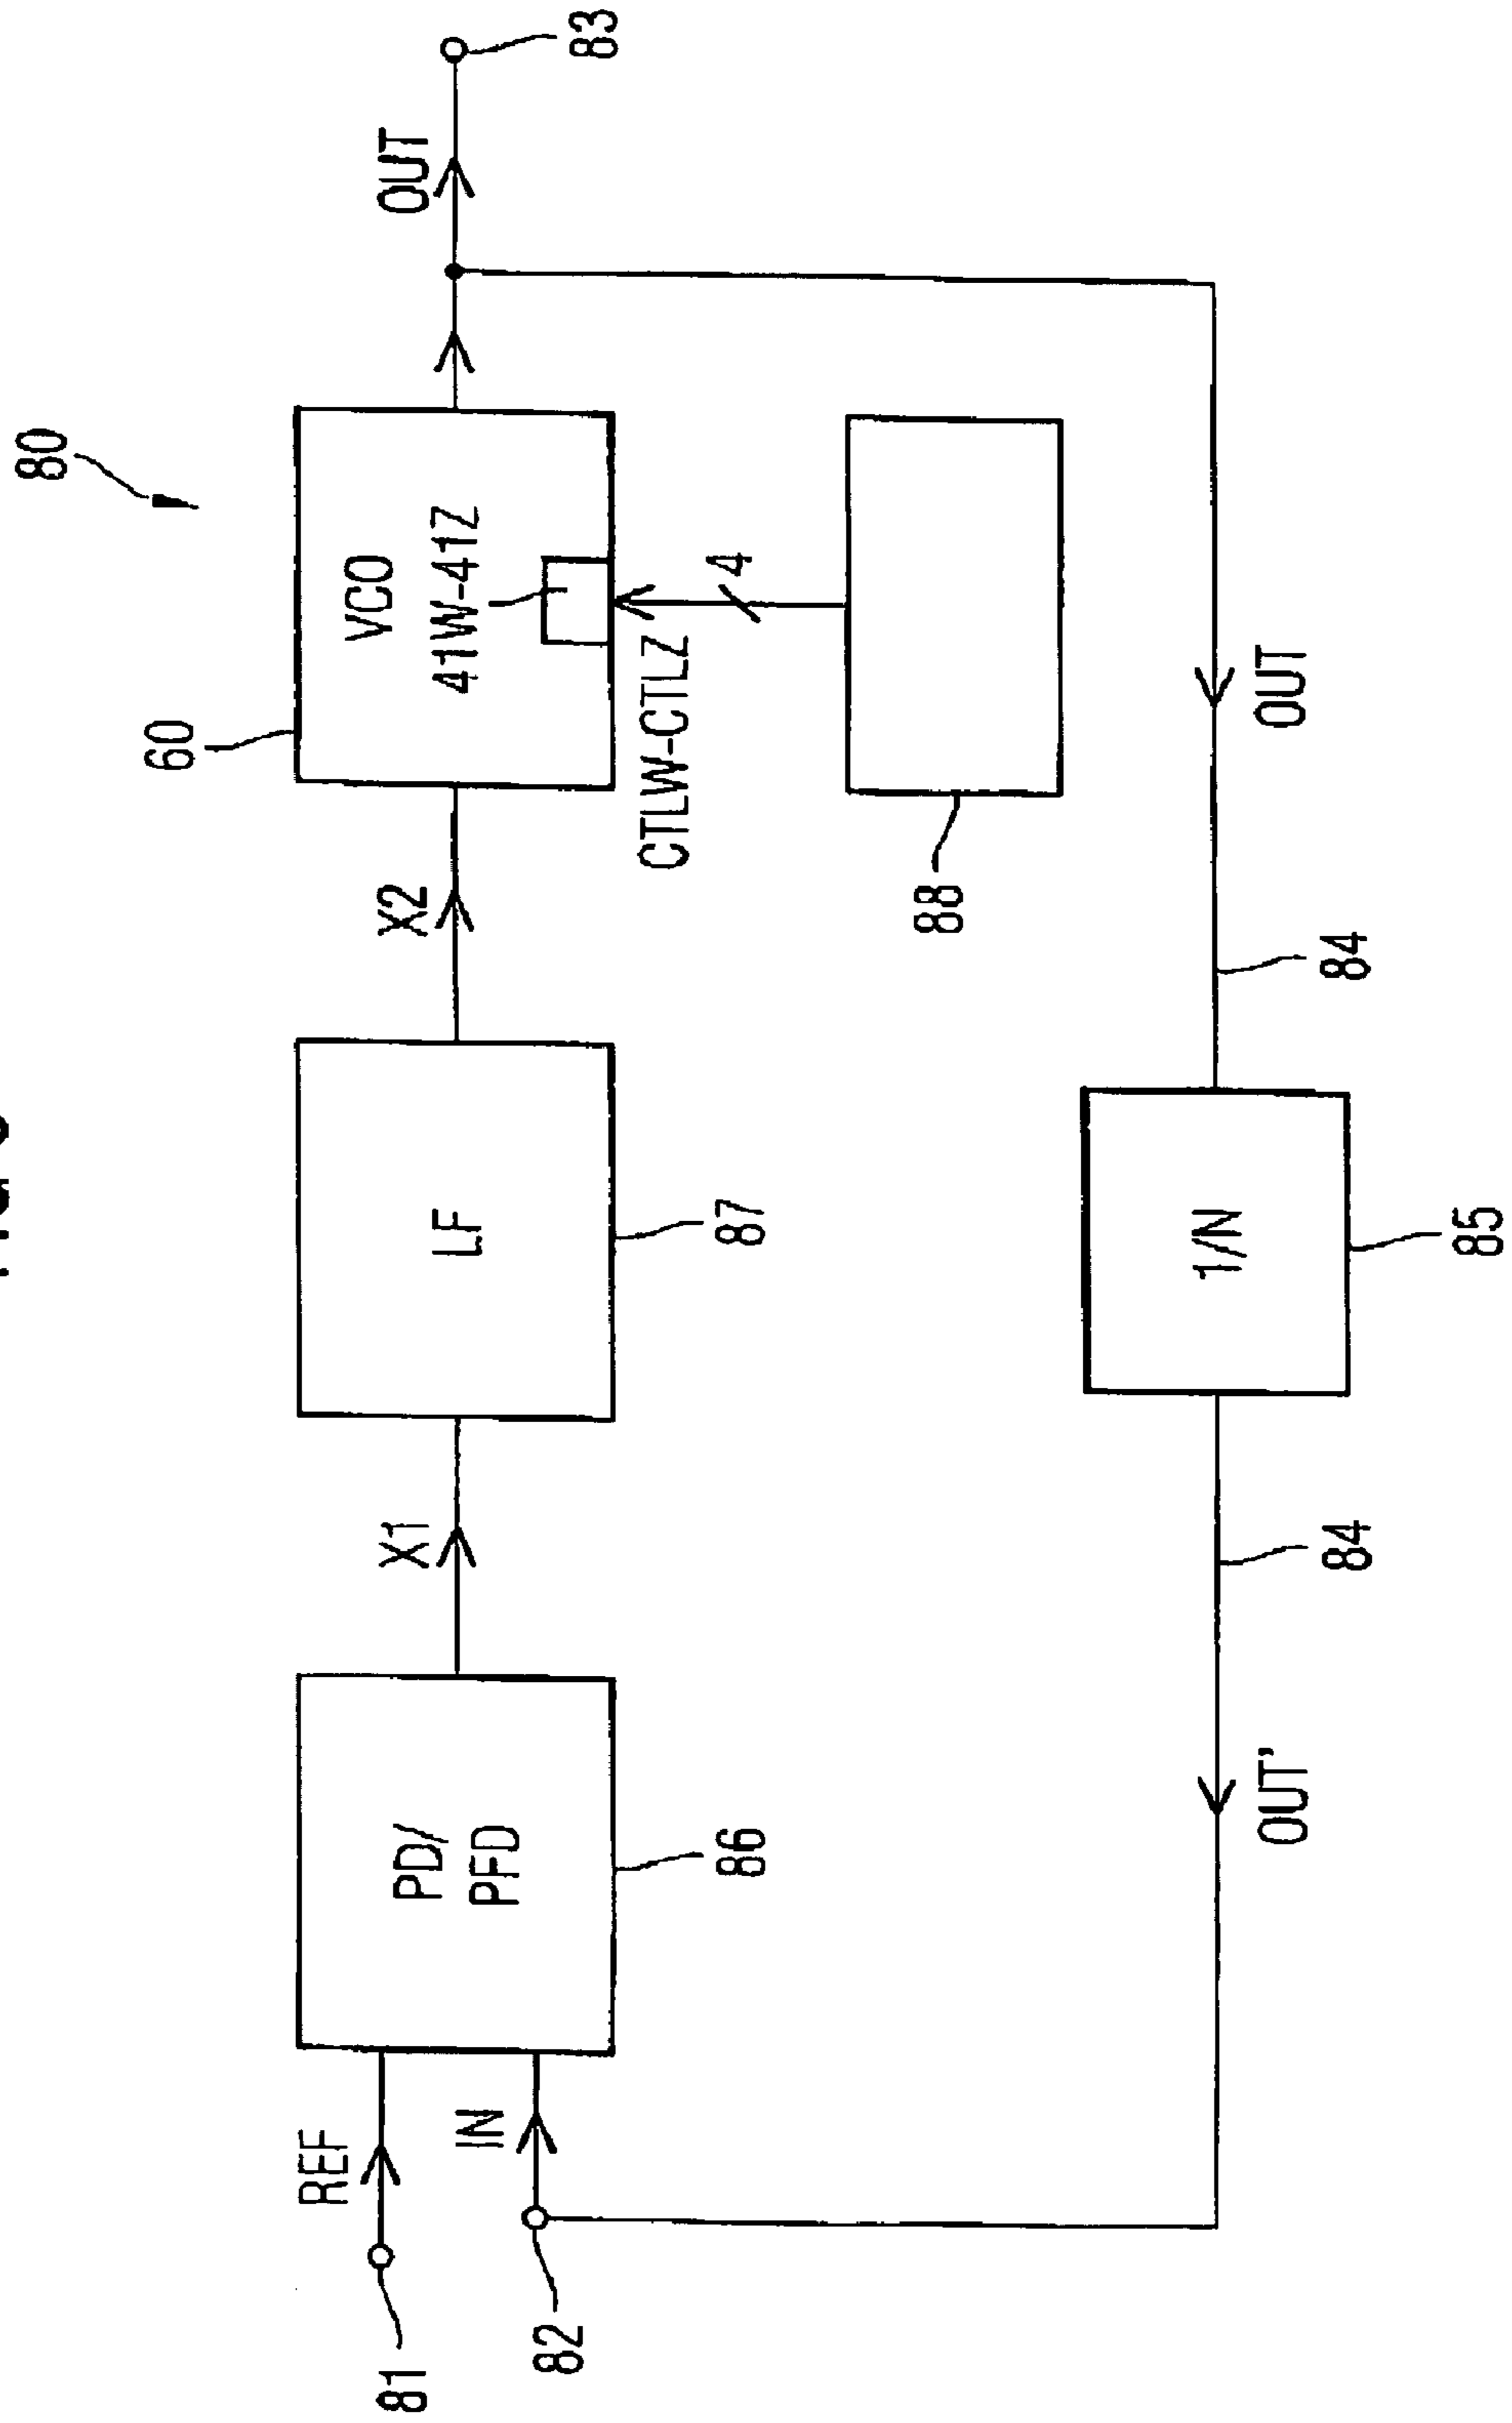 80
60
VCO
41W-41Z
CTLW-CTLZ
4
88
X2
LF
87
X1
PD/
PFD
86
REF
IN
81
82
OUT
83
OUT
84
1/N
85
84
OUT'